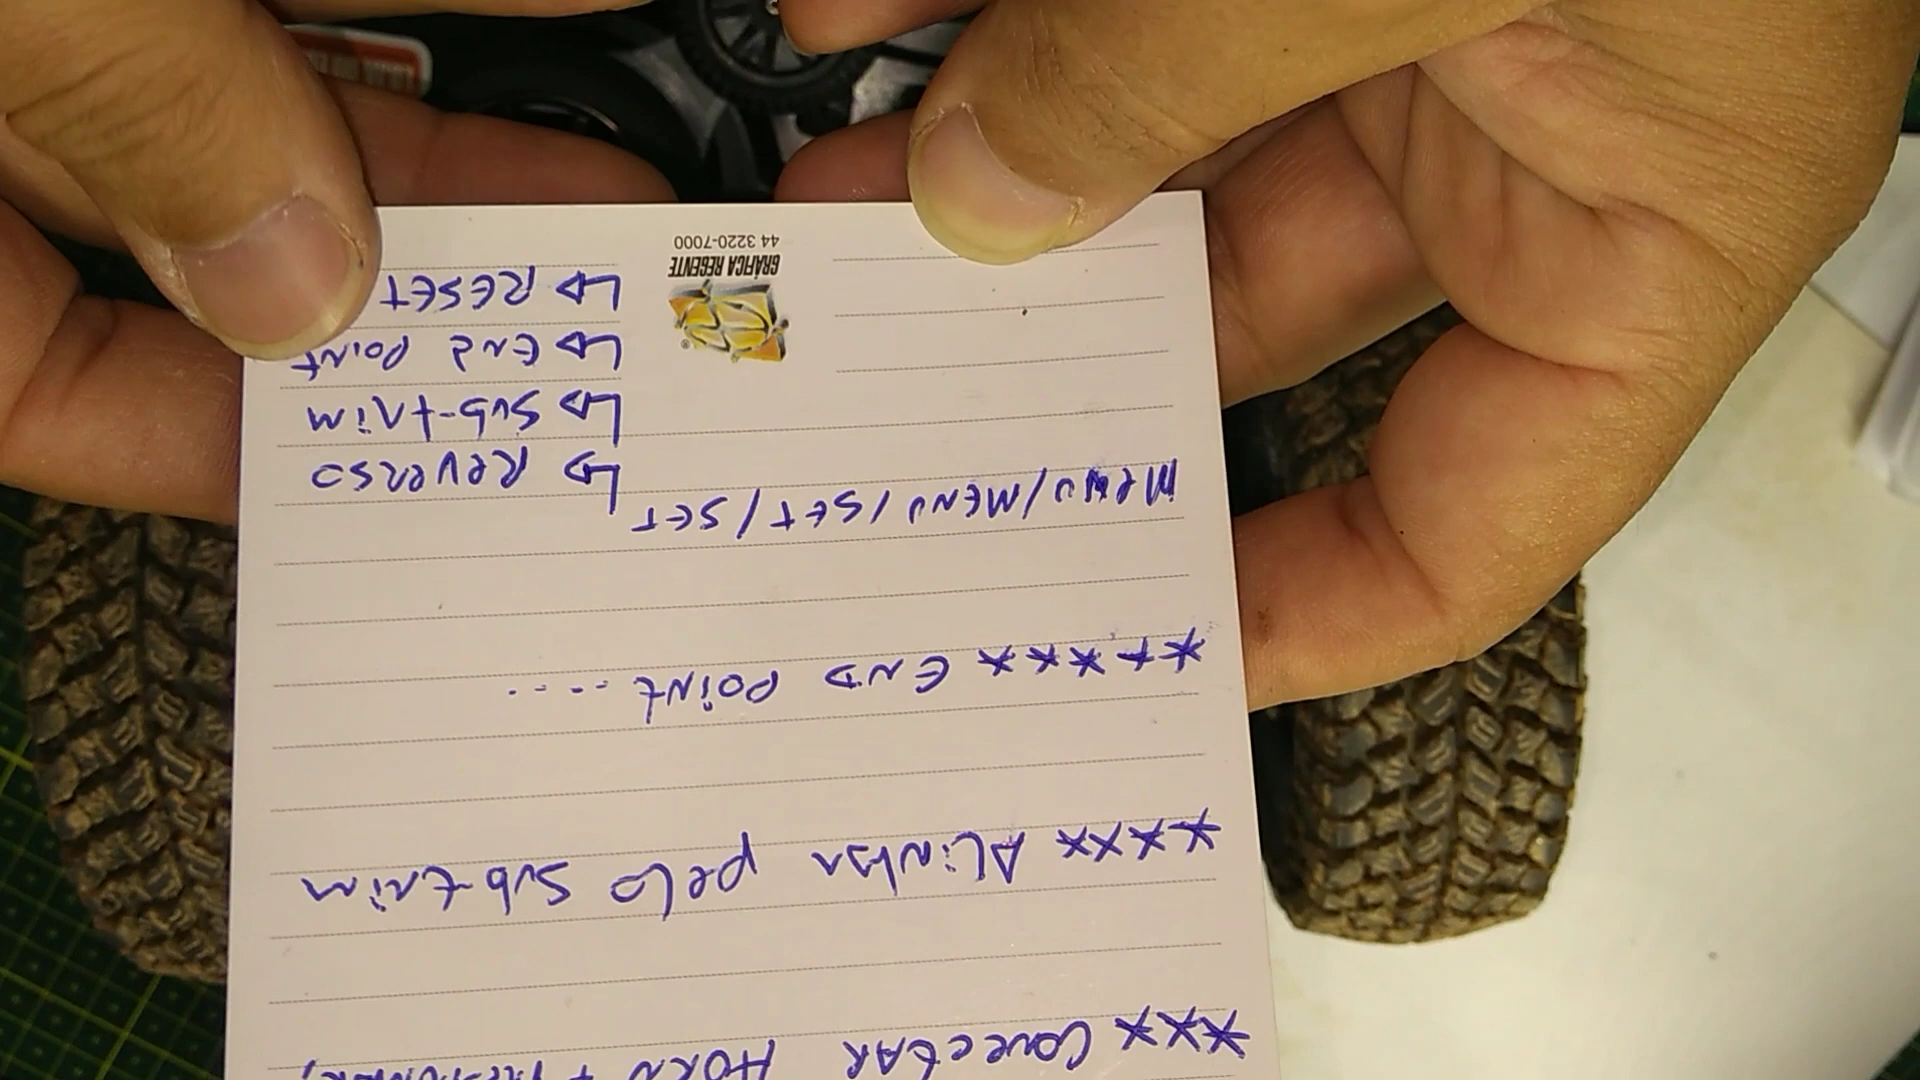 *** Conectar HORN +
**** Alinhar pelo sub-trim
***** END POINT .....
MENU/MENU/SET/SET
↳ REVERSO
↳ Sub-trim
↳ END POINT
↳ RESET
GRÁFICA REGENTE
44 3220-7000